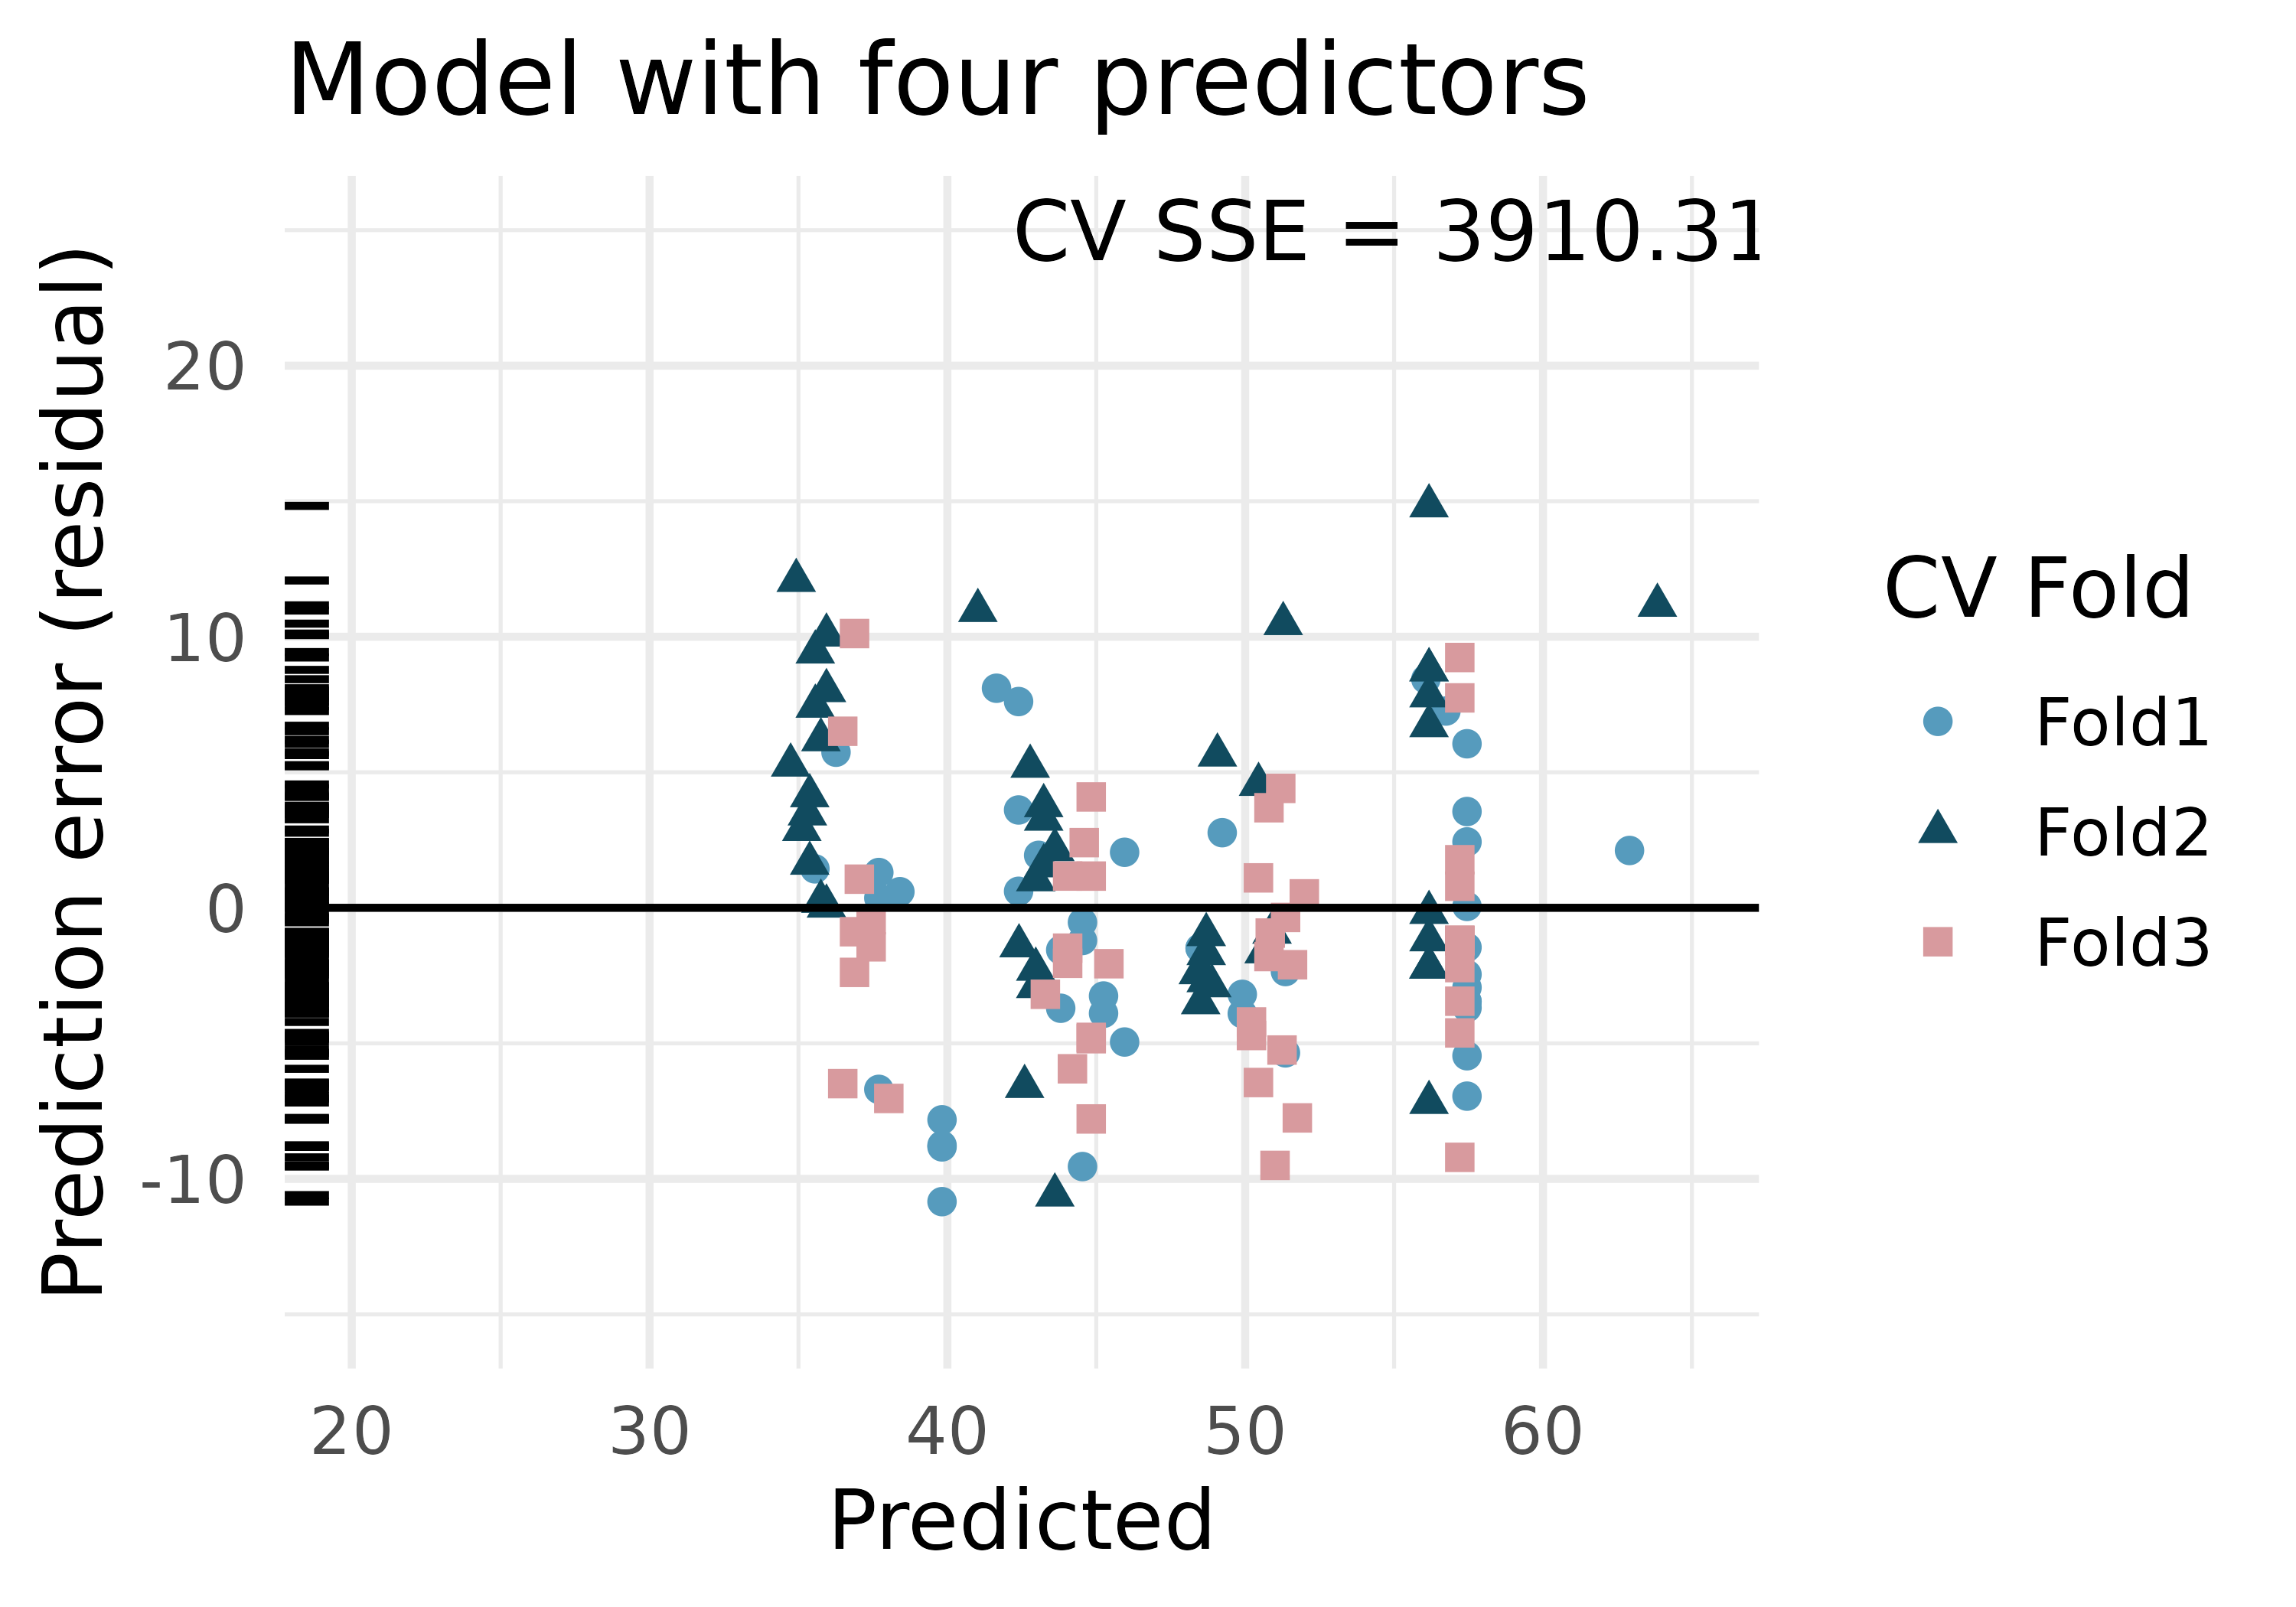 Model with four predictors
CV SSE = 3910.31
Prediction error (residual)
20
10
0
-10
20 30 40 50 60
Predicted
CV Fold
Fold1
Fold2
Fold3